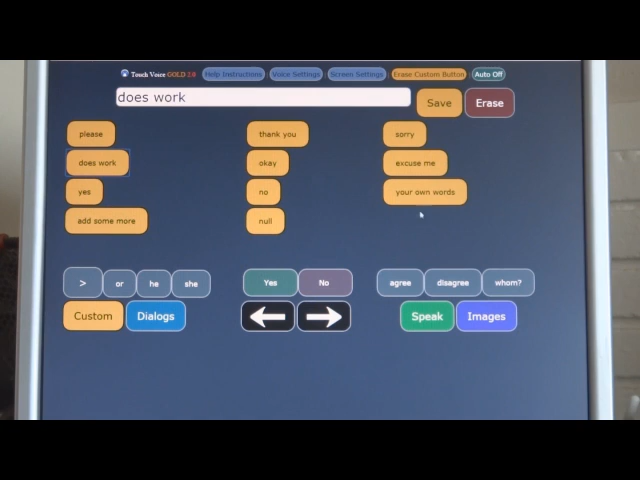 Touch Voice GOLD 2.0 Help Instructions Voice Settings Screen Settings Erase Custom Button Auto Off
does work Save Erase
please thank you sorry
does work okay excuse me
yes no your own words
add some more null
> or he she Yes No agree disagree whom?
Custom Dialogs Speak Images